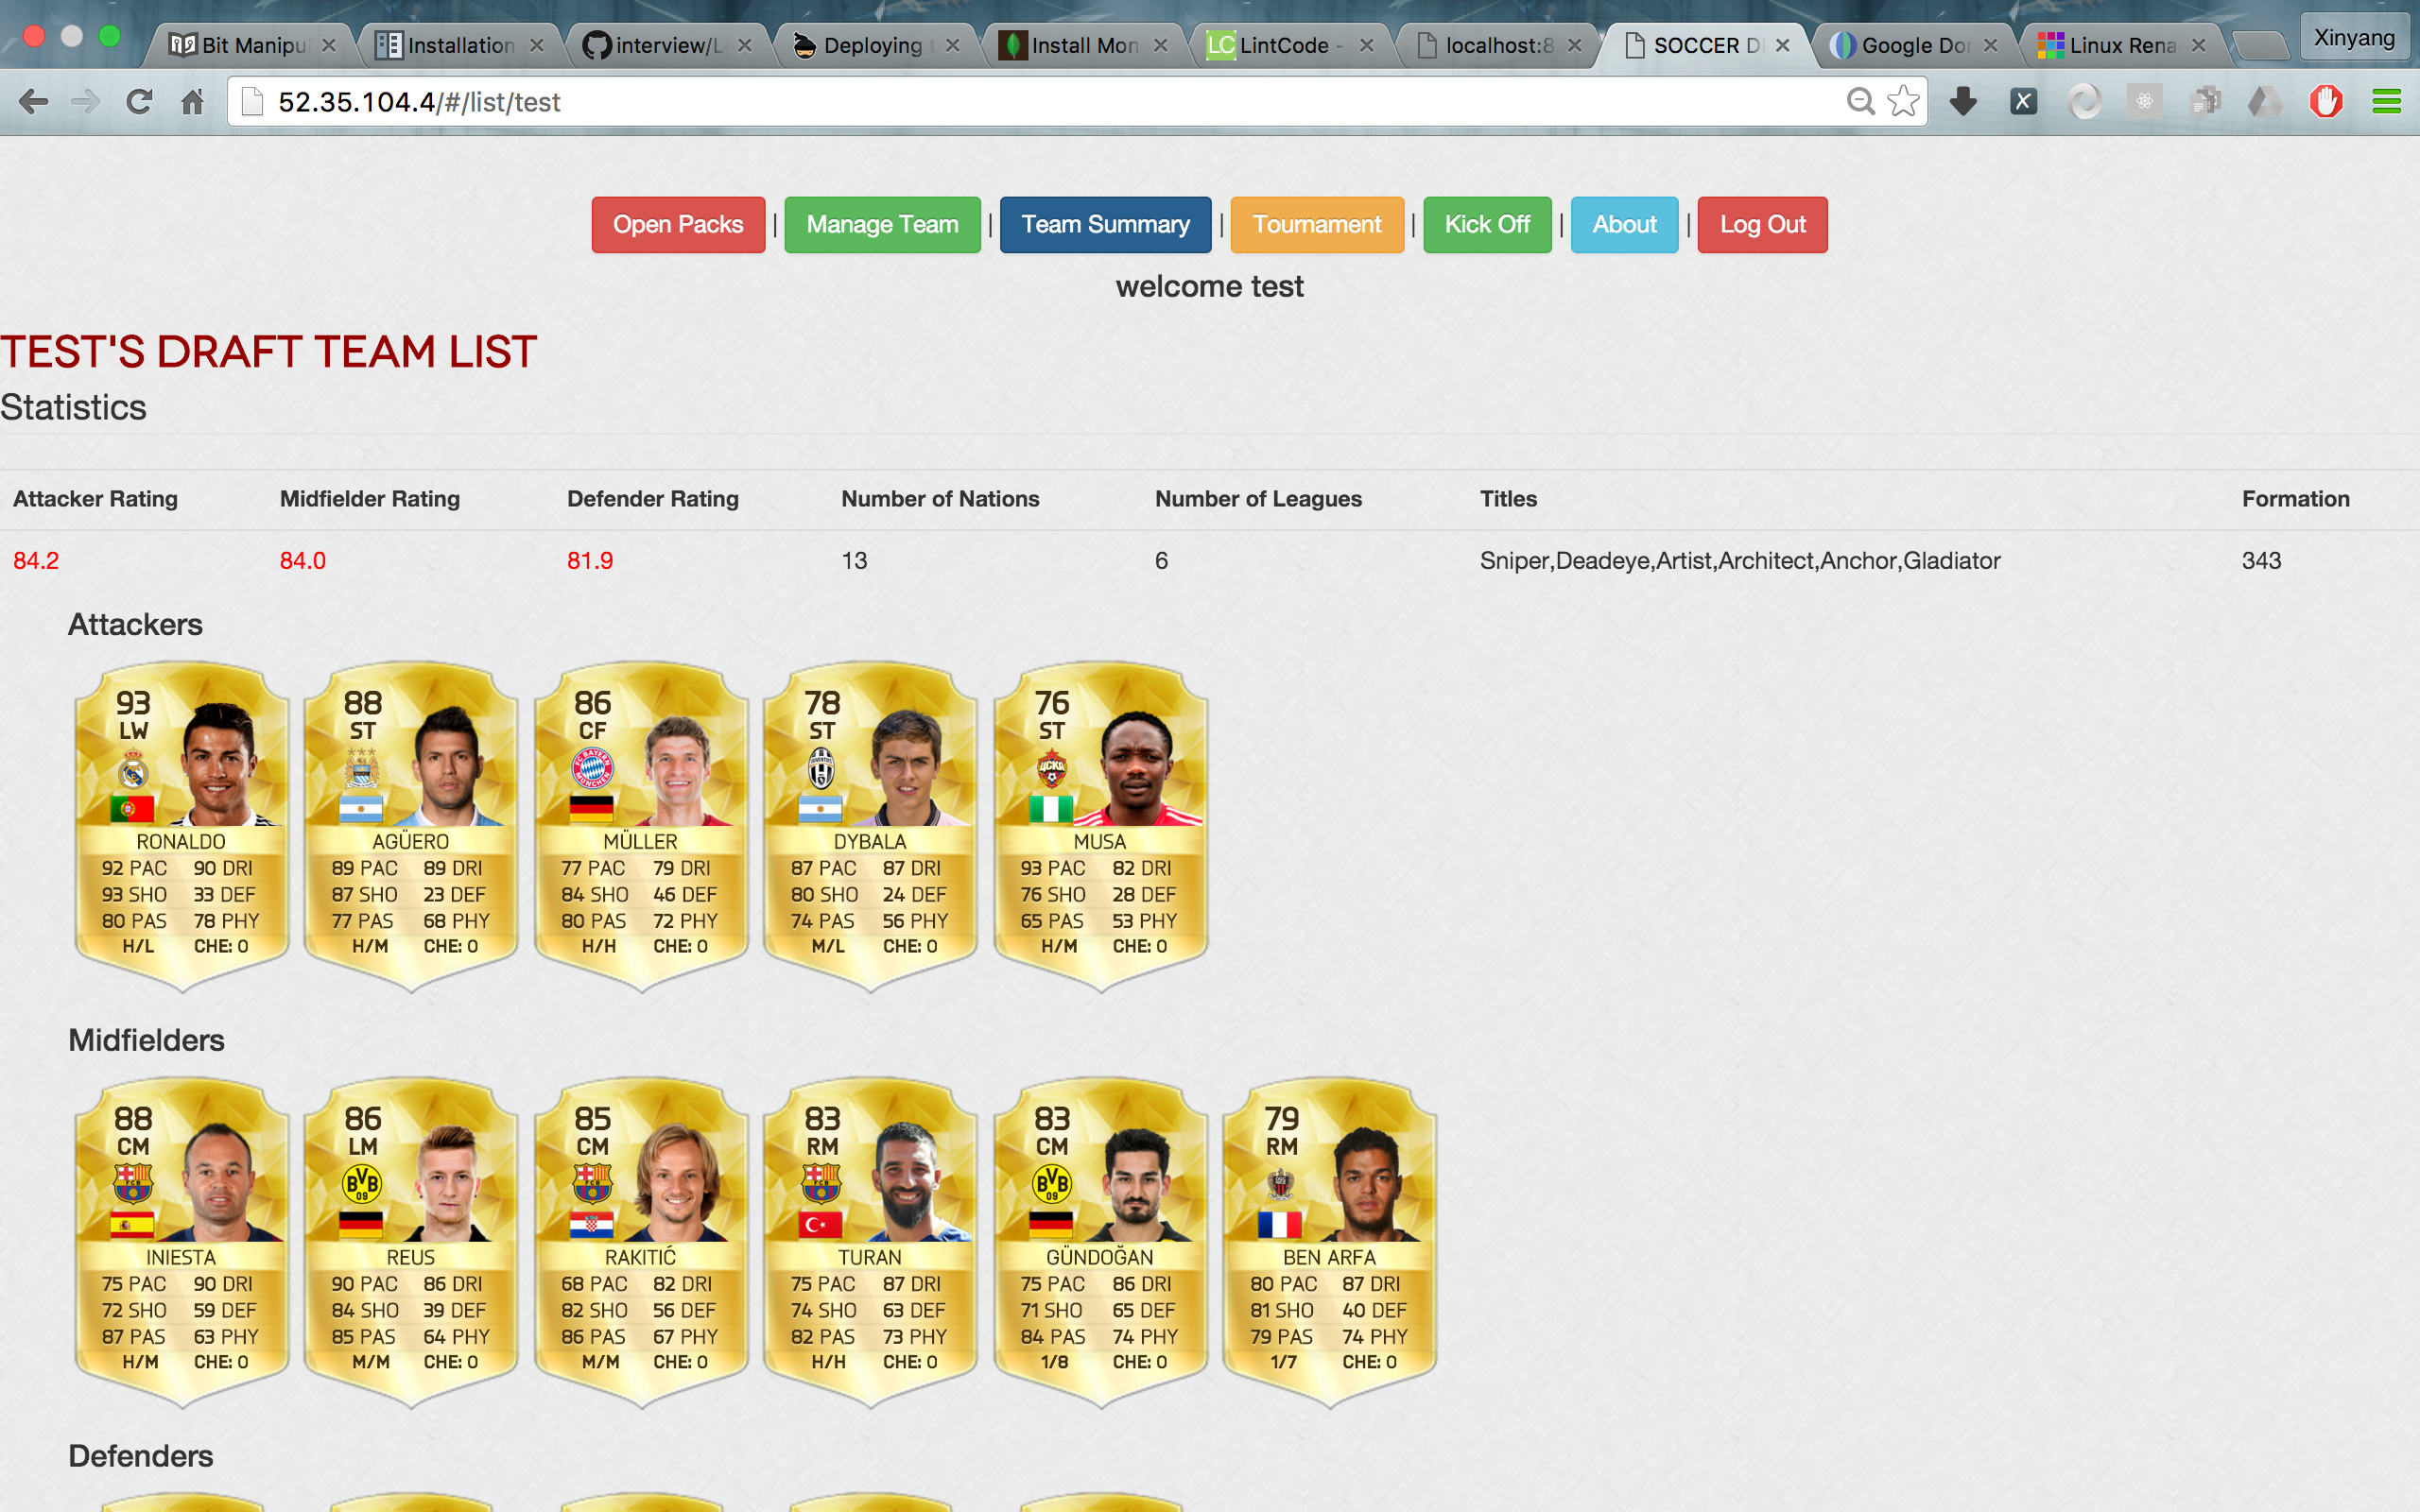 Bit Manipu
Installation
interview/L
Deploying
Install Mon
LintCode -
localhost:8
SOCCER D
Google Do
Linux Rena
Xinyang
52.35.104.4/#/list/test
Open Packs | Manage Team | Team Summary | Tournament | Kick Off | About | Log Out
welcome test
TEST'S DRAFT TEAM LIST
Statistics
Attacker Rating Midfielder Rating Defender Rating Number of Nations Number of Leagues Titles Formation
84.2 84.0 81.9 13 6 Sniper,Deadeye,Artist,Architect,Anchor,Gladiator 343
Attackers
93
LW
RONALDO
92 PAC 90 DRI
93 SHO 33 DEF
80 PAS 78 PHY
H/L CHE: 0
88
ST
AGÜERO
89 PAC 89 DRI
87 SHO 23 DEF
77 PAS 68 PHY
H/M CHE: 0
86
CF
MÜLLER
77 PAC 79 DRI
84 SHO 46 DEF
80 PAS 72 PHY
H/H CHE: 0
78
ST
DYBALA
87 PAC 87 DRI
80 SHO 24 DEF
74 PAS 56 PHY
M/L CHE: 0
76
ST
MUSA
93 PAC 82 DRI
76 SHO 28 DEF
65 PAS 53 PHY
H/M CHE: 0
Midfielders
88
CM
INIESTA
75 PAC 90 DRI
72 SHO 59 DEF
87 PAS 63 PHY
H/M CHE: 0
86
LM
REUS
90 PAC 86 DRI
84 SHO 39 DEF
85 PAS 64 PHY
M/M CHE: 0
85
CM
RAKITIĆ
68 PAC 82 DRI
82 SHO 56 DEF
86 PAS 67 PHY
M/M CHE: 0
83
RM
TURAN
75 PAC 87 DRI
74 SHO 63 DEF
82 PAS 73 PHY
H/H CHE: 0
83
CM
GÜNDOĞAN
75 PAC 86 DRI
71 SHO 65 DEF
84 PAS 74 PHY
1/8 CHE: 0
79
RM
BEN ARFA
80 PAC 87 DRI
81 SHO 40 DEF
79 PAS 74 PHY
1/7 CHE: 0
Defenders